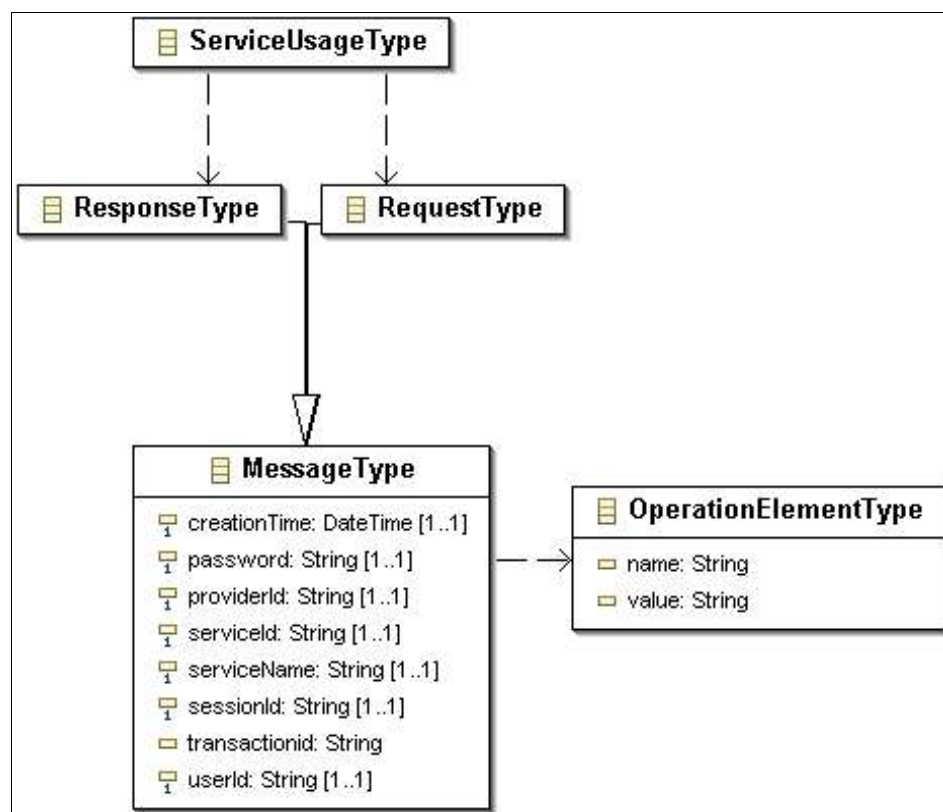 ServiceUsageType
ResponseType
RequestType
MessageType
creationTime: DateTime [1..1]
password: String [1..1]
providerId: String [1..1]
serviceId: String [1..1]
serviceName: String [1..1]
sessionId: String [1..1]
transactionid: String
userId: String [1..1]
OperationElementType
name: String
value: String